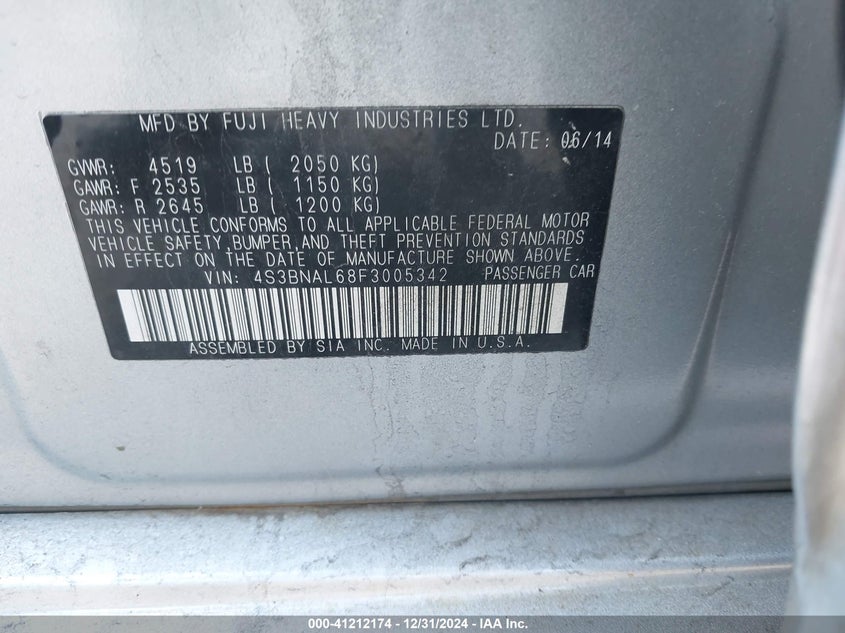 MFD BY FUJI HEAVY INDUSTRIES LTD.
DATE: 06/14
GVWR: 4519 LB ( 2050 KG)
GAWR: F 2535 LB ( 1150 KG)
GAWR: R 2645 LB ( 1200 KG)
THIS VEHICLE CONFORMS TO ALL APPLICABLE FEDERAL MOTOR
VEHICLE SAFETY,BUMPER,AND THEFT PREVENTION STANDARDS
IN EFFECT ON THE DATE OF MANUFACTURE SHOWN ABOVE.
VIN: 4S3BNAL68F3005342 PASSENGER CAR
ASSEMBLED BY SIA INC. MADE IN U.S.A.
000-41212174 - 12/31/2024 - IAA Inc.